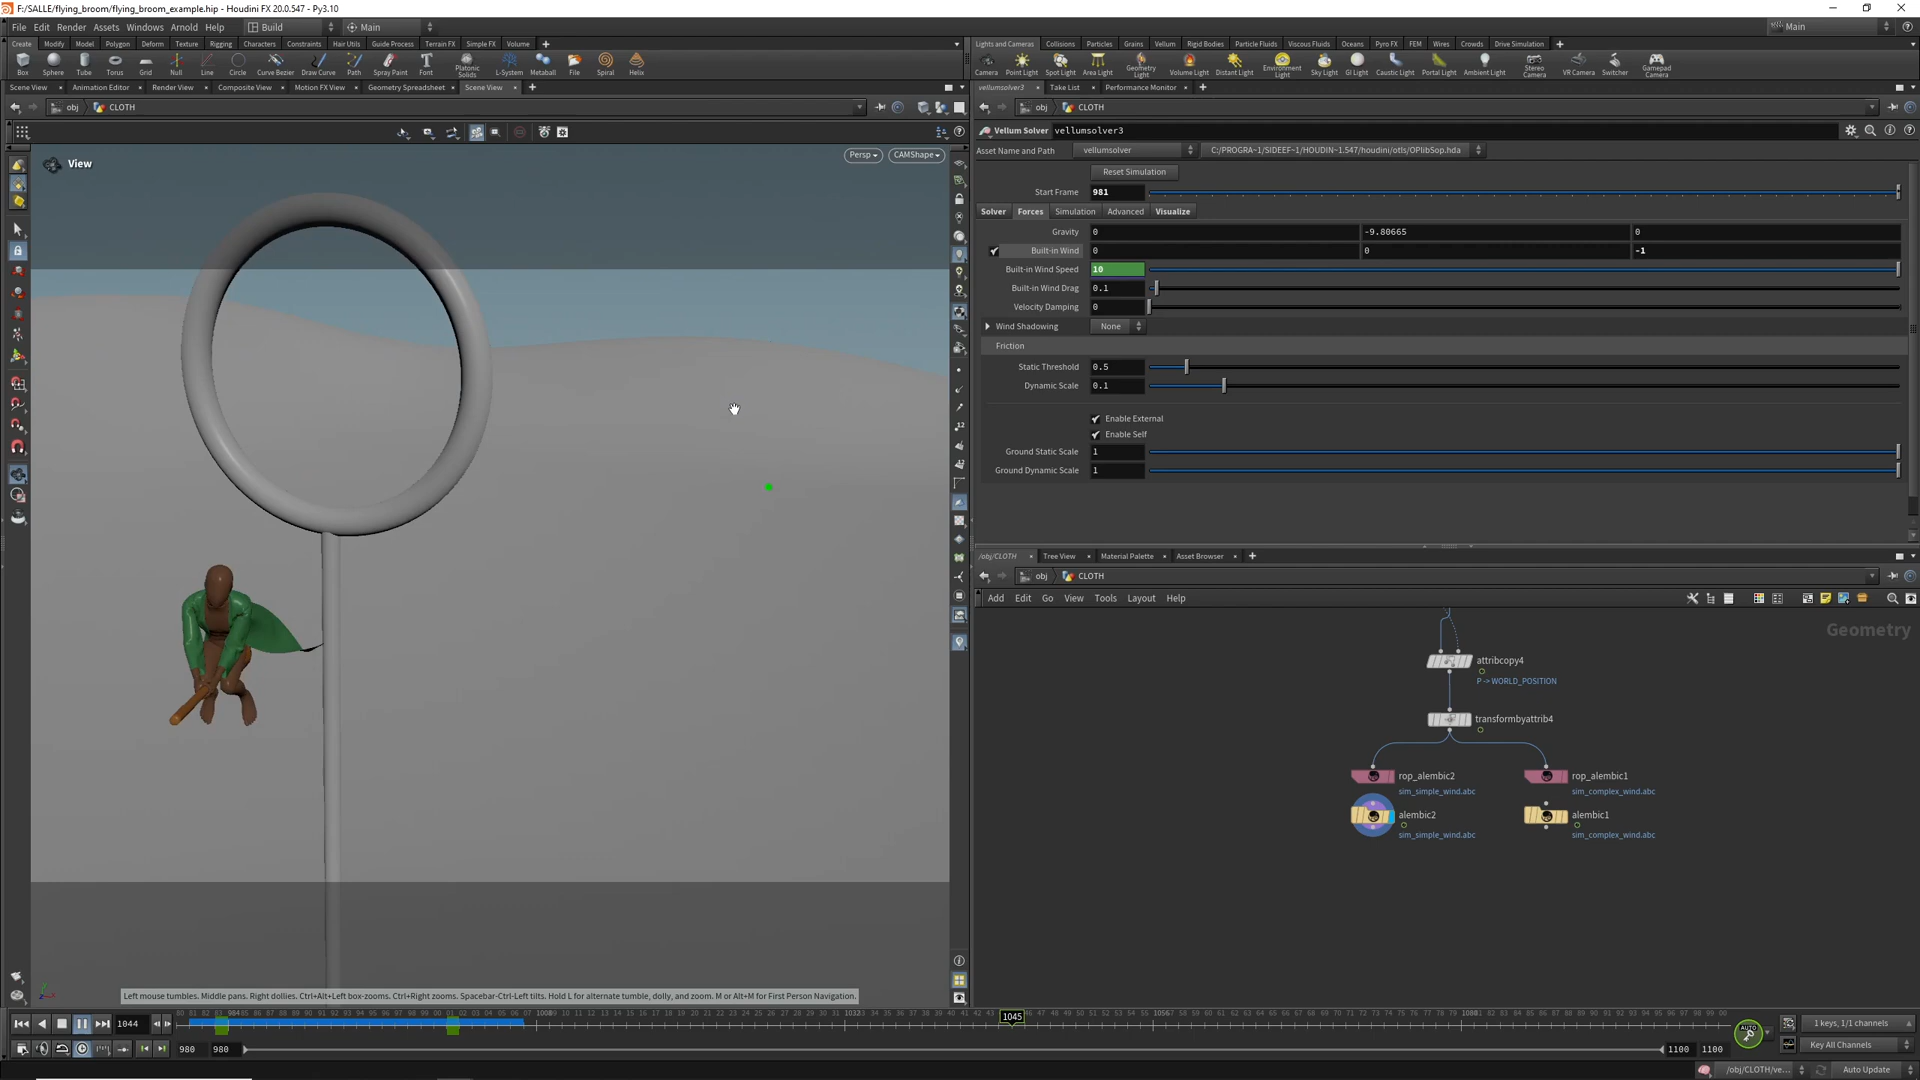 F:/SALLE/flying_broom/flying_broom_example.hip - Houdini FX 20.0.547 - Py3.10
File Edit Render Assets Windows Arnold Help Build Main Main
Create Modify Model Polygon Deform Texture Rigging Characters Constraints Hair Utils Guide Process Terrain FX Simple FX Volume
Box Sphere Tube Torus Grid Null Line Circle Curve Bezier Draw Curve Path Spray Paint Font Platonic Solids L-System Metaball File Spiral Helix
Lights and Cameras Collisions Particles Grains Vellum Rigid Bodies Particle Fluids Viscous Fluids Oceans Pyro FX FEM Wires Crowds Drive Simulation
Camera Point Light Spot Light Area Light Geometry Light Volume Light Distant Light Environment Light Sky Light GI Light Caustic Light Portal Light Ambient Light Stereo Camera VR Camera Switcher Gamepad Camera
Scene View Animation Editor Render View Composite View Motion FX View Geometry Spreadsheet Scene View
obj CLOTH
View
Persp CAMShape
Left mouse tumbles. Middle pans. Right dollies. Ctrl+Alt+Left box-zooms. Ctrl+Right zooms. Spacebar-Ctrl-Left tilts. Hold L for alternate tumble, dolly, and zoom. M or Alt+M for First Person Navigation.
vellumsolver3 Take List Performance Monitor
obj CLOTH
Vellum Solver vellumsolver3
Asset Name and Path vellumsolver C:/PROGRA~1/SIDEEF~1/HOUDIN~1.547/houdini/otls/OPlibSop.hda
Reset Simulation
Start Frame 981
Solver Forces Simulation Advanced Visualize
Gravity 0 -9.80665 0
Built-in Wind 0 0 -1
Built-in Wind Speed 10
Built-in Wind Drag 0.1
Velocity Damping 0
Wind Shadowing None
Friction
Static Threshold 0.5
Dynamic Scale 0.1
Enable External
Enable Self
Ground Static Scale 1
Ground Dynamic Scale 1
/obj/CLOTH Tree View Material Palette Asset Browser
obj CLOTH
Add Edit Go View Tools Layout Help
Geometry
attribcopy4
P -> WORLD_POSITION
transformbyattrib4
rop_alembic2 rop_alembic1
sim_simple_wind.abc sim_complex_wind.abc
alembic2 alembic1
sim_simple_wind.abc sim_complex_wind.abc
1044 984 1008 1032 1045 1056 1088
AUTO
1 keys, 1/1 channels
980 980 1100 1100
Key All Channels
/obj/CLOTH/ve... Auto Update